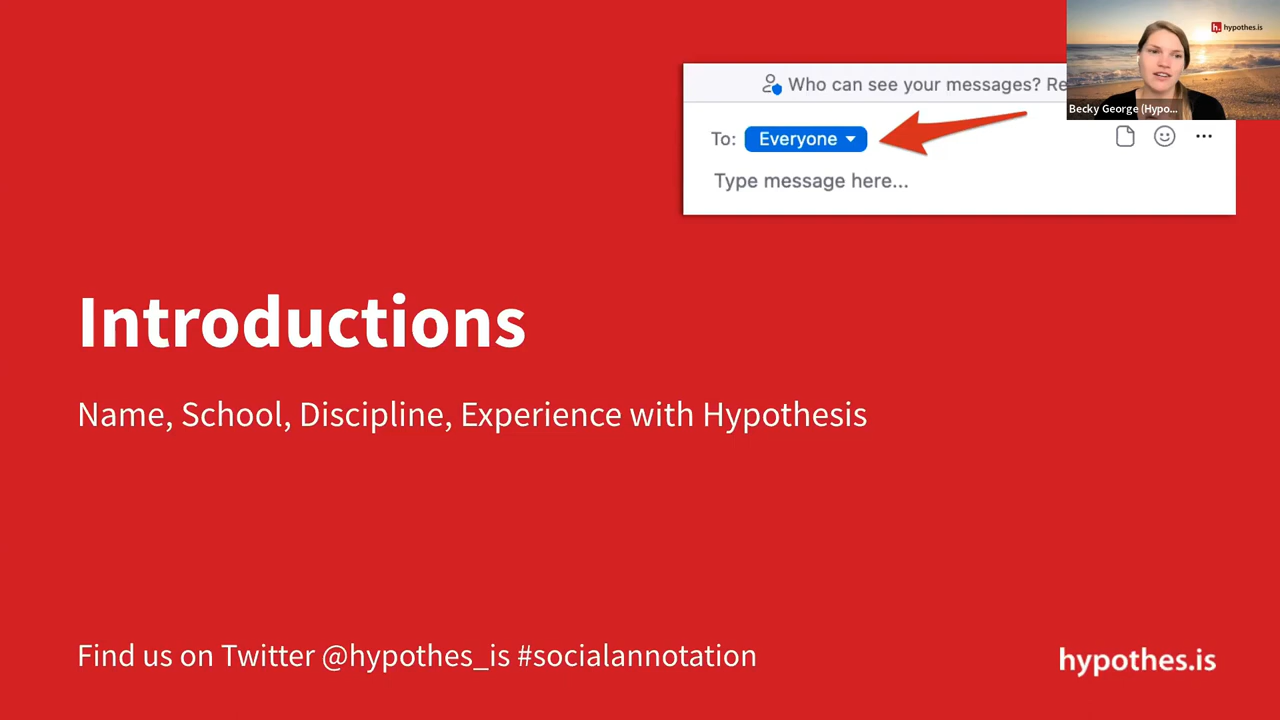 hypothes.is
Who can see your messages? Re
Becky George (Hypo...
To: Everyone
Type message here...
Introductions
Name, School, Discipline, Experience with Hypothesis
Find us on Twitter @hypothes_is #socialannotation
hypothes.is